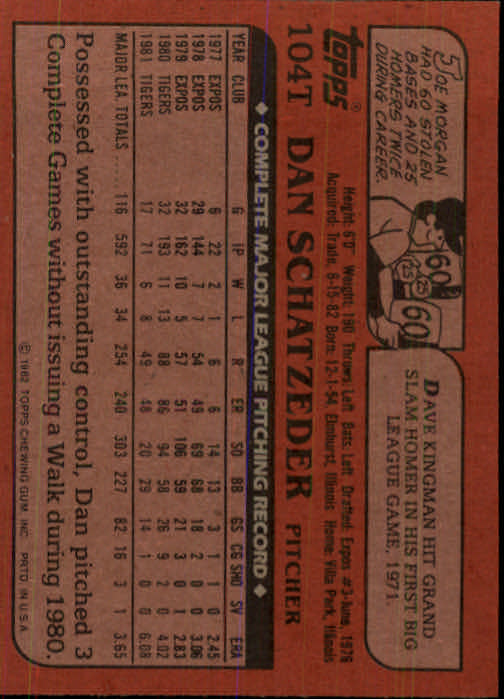 JOE MORGAN
HAD 60 STOLEN
BASES AND 25
HOMERS TWICE
DURING CAREER.
60
25
25
60
DAVE KINGMAN HIT GRAND
SLAM HOMER IN HIS FIRST BIG
LEAGUE GAME, 1971.
topps®
104T DAN SCHATZEDER PITCHER
Height: 6'0" Weight: 190 Throws: Left Bats: Left Drafted: Expos #3-June, 1976
Acquired: Trade, 8-15-82 Born: 12-1-54 Elmhurst, Illinois Home: Villa Park, Illinois
◆ COMPLETE MAJOR LEAGUE PITCHING RECORD ◆
YEAR CLUB G IP W L R ER SO BB GS CG SHO SV ERA
1977 EXPOS 6 22 2 1 6 6 14 13 3 1 1 0 2.45
1978 EXPOS 29 144 7 7 54 49 69 68 18 2 0 0 3.06
1979 EXPOS 32 162 10 5 57 51 106 59 21 3 0 1 2.83
1980 TIGERS 32 193 11 13 88 86 94 58 26 9 2 0 4.02
1981 TIGERS 17 71 6 8 49 48 20 29 14 1 0 0 6.08
MAJOR LEA. TOTALS .... 116 592 36 34 254 240 303 227 82 16 3 1 3.65
Possessed with outstanding control, Dan pitched 3
Complete Games without issuing a Walk during 1980.
© 1982 TOPPS CHEWING GUM, INC. PRTD. IN U.S.A.